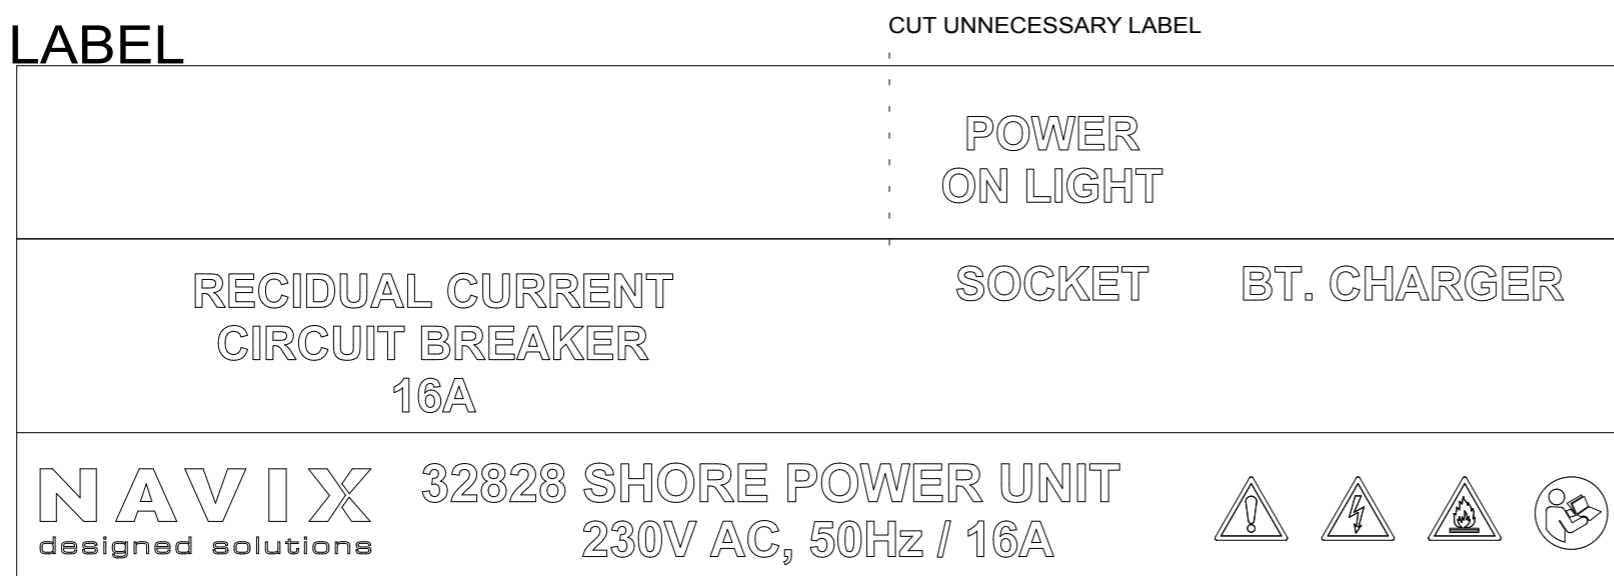 LABEL
CUT UNNECESSARY LABEL
POWER
ON LIGHT
RECIDUAL CURRENT
CIRCUIT BREAKER
16A
SOCKET
BT. CHARGER
NAVIX
designed solutions
32828 SHORE POWER UNIT
230V AC, 50Hz / 16A